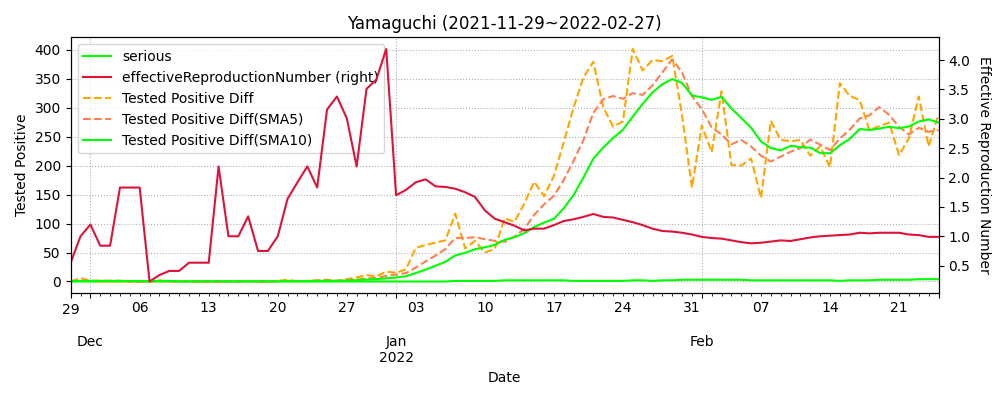 Yamaguchi (2021-11-29~2022-02-27)
serious
effectiveReproductionNumber (right)
Tested Positive Diff
Tested Positive Diff(SMA5)
Tested Positive Diff(SMA10)
Tested Positive
400
350
300
250
200
150
100
50
0
4.0
3.5
3.0
2.5
2.0
1.5
1.0
0.5
Effective Reproduction Number
29 06 13 20 27 03 10 17 24 31 07 14 21
Dec Jan Feb
2022
Date